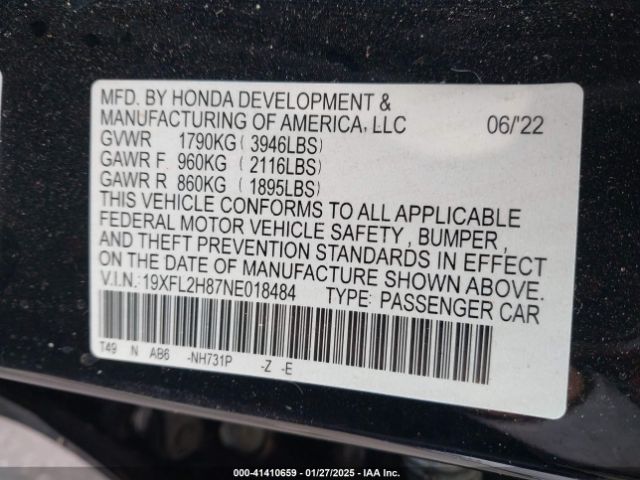 MFD. BY HONDA DEVELOPMENT &
MANUFACTURING OF AMERICA, LLC 06/'22
GVWR 1790KG ( 3946LBS)
GAWR F 960KG ( 2116LBS)
GAWR R 860KG ( 1895LBS)
THIS VEHICLE CONFORMS TO ALL APPLICABLE
FEDERAL MOTOR VEHICLE SAFETY , BUMPER ,
AND THEFT PREVENTION STANDARDS IN EFFECT
ON THE DATE OF MANUFACTURE SHOWN ABOVE.
V.I.N.:19XFL2H87NE018484 TYPE: PASSENGER CAR
T49 N AB6 -NH731P -Z -E
000-41410659 — 01/27/2025 — IAA Inc.